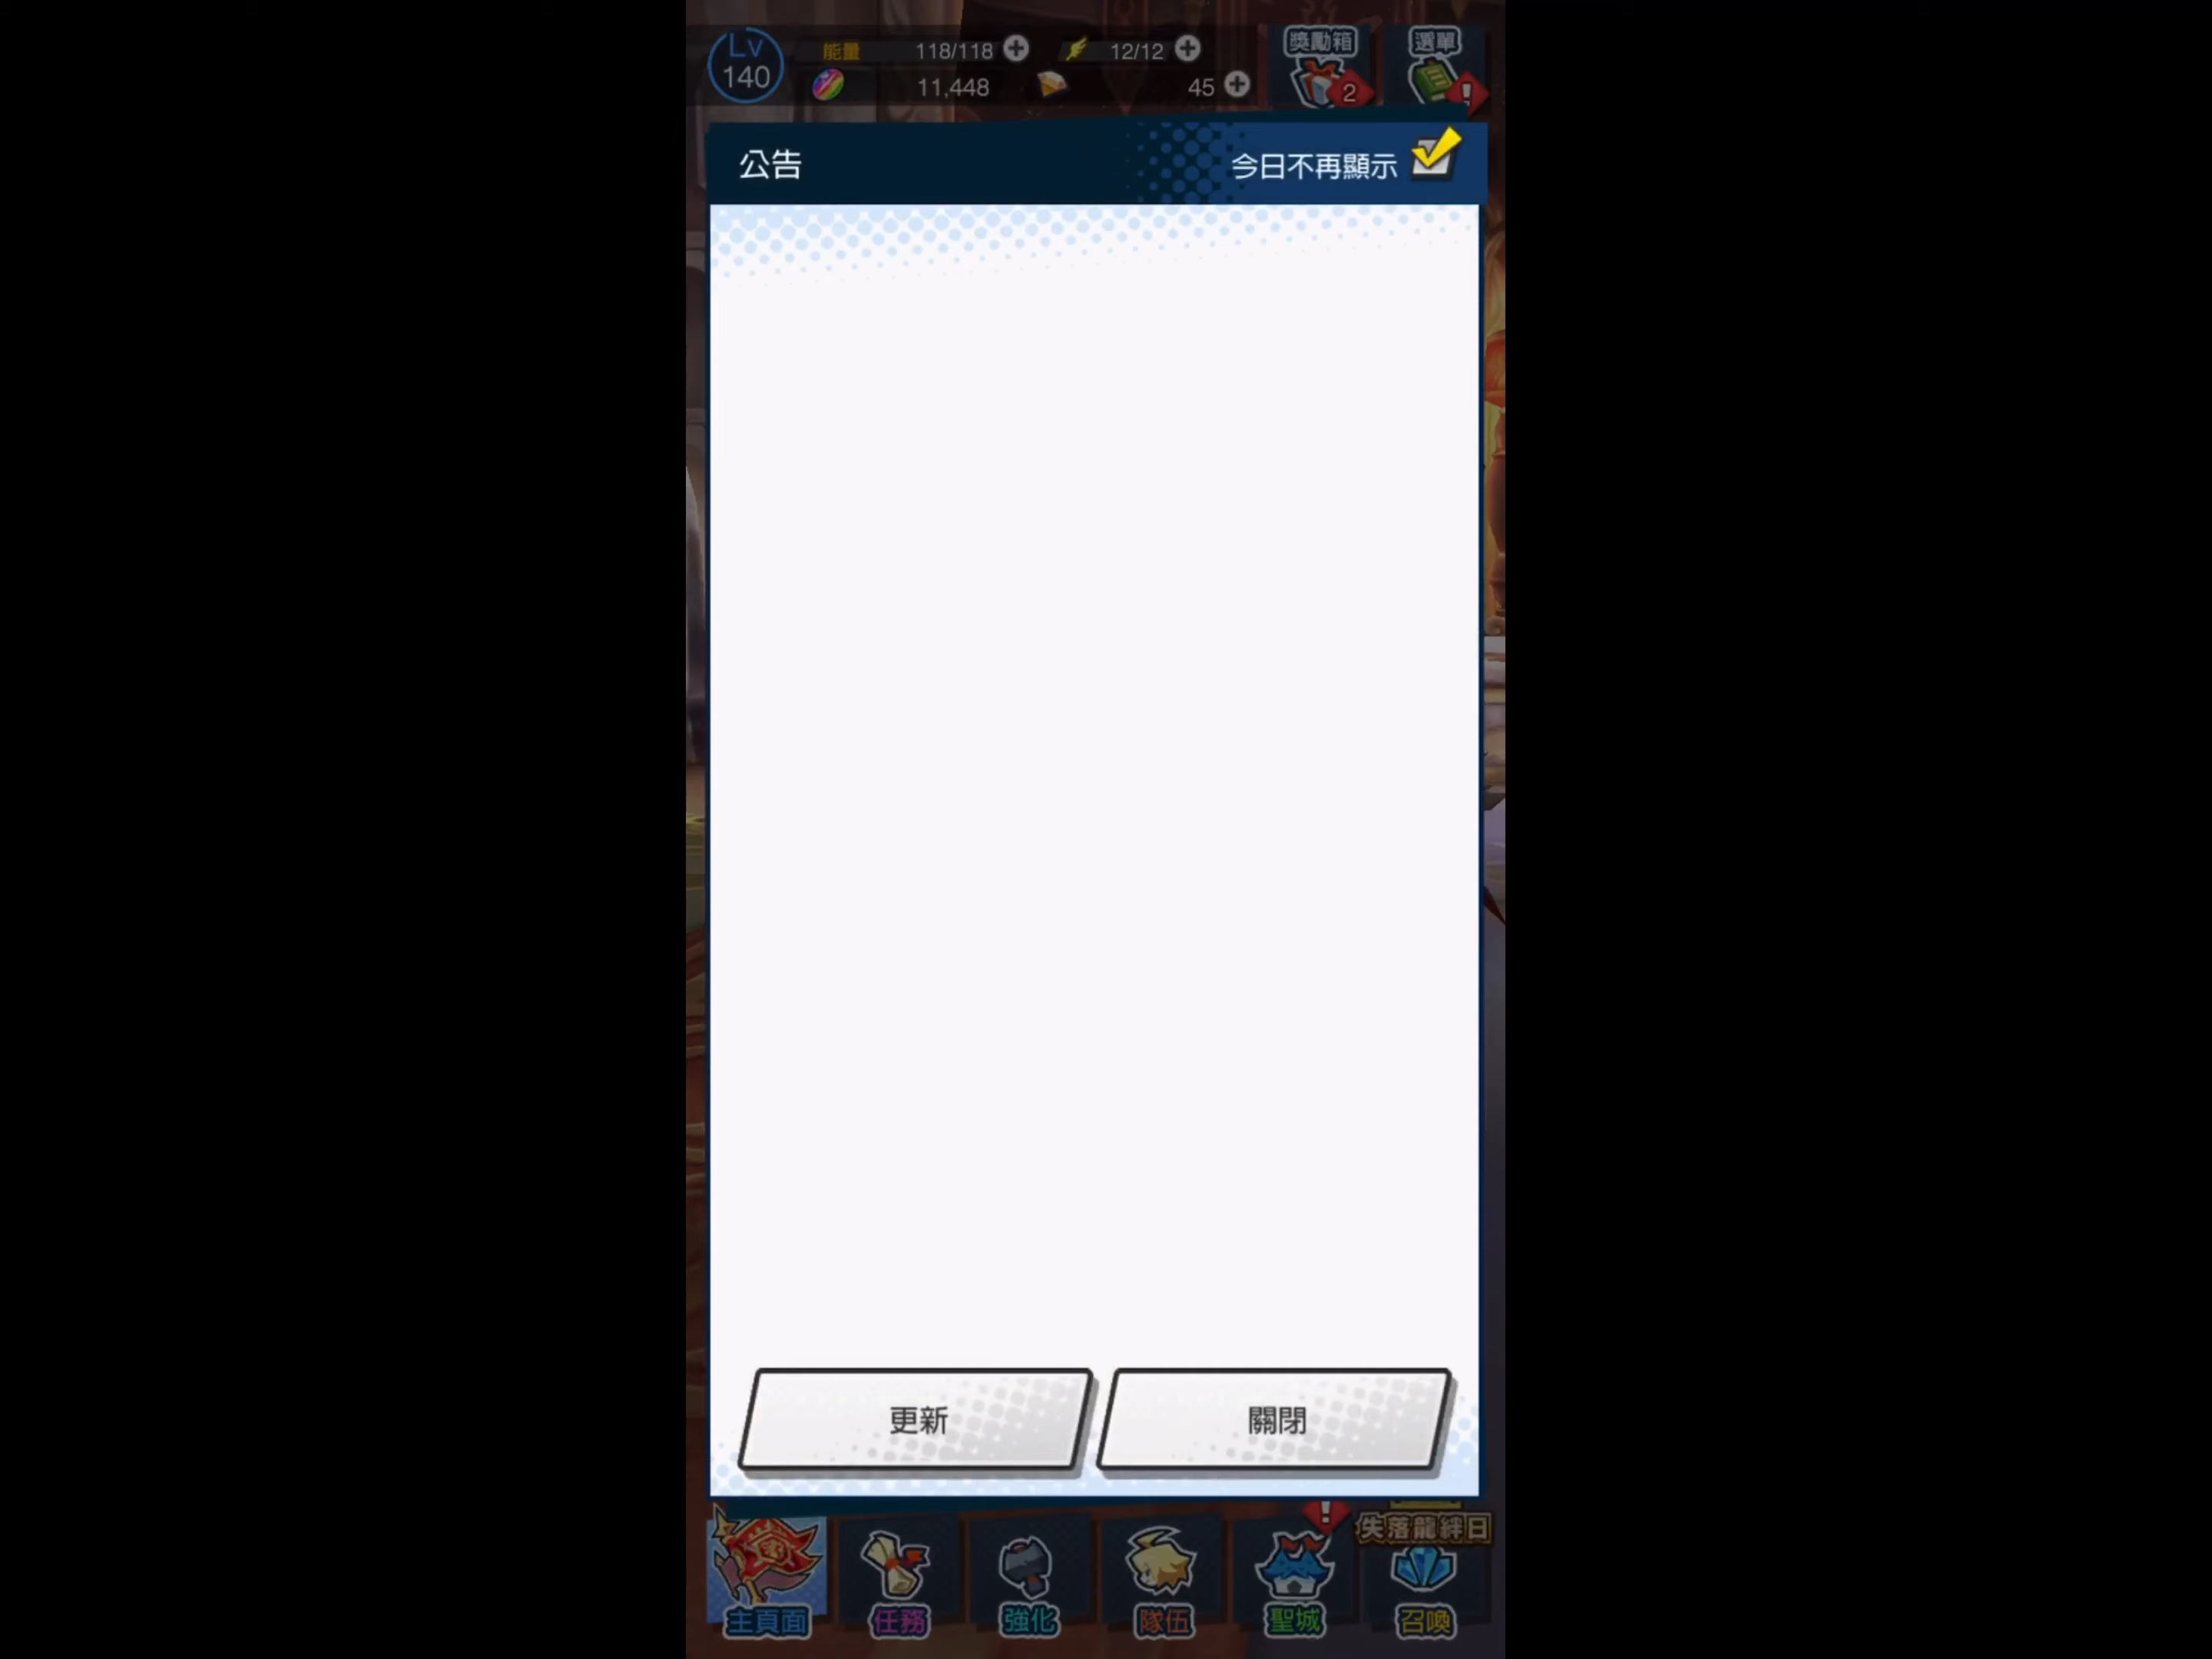 Lv
140
能量 118/118 12/12
11,448 45
獎勵箱
2
選單
!
公告
今日不再顯示
更新
關閉
!
失落龍絆日
主頁面
任務
強化
隊伍
聖城
召喚